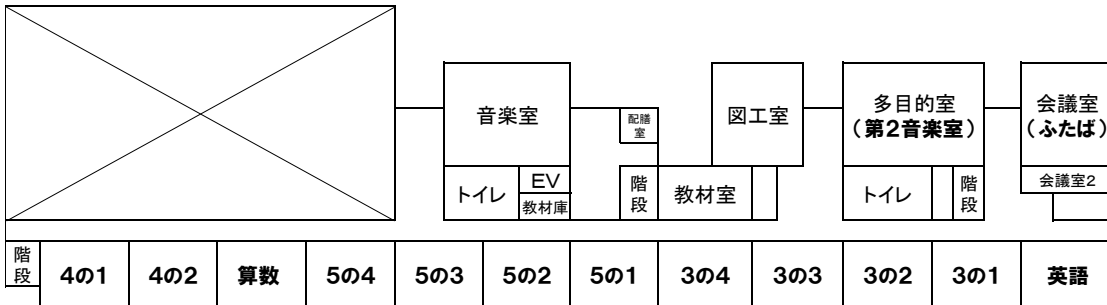 音楽室
配膳
室
図工室
多目的室
（第2音楽室）
会議室
（ふたば）
トイレ
EV
教材庫
階
段
教材室
トイレ
階
段
会議室2
階
段
4の1
4の2
算数
5の4
5の3
5の2
5の1
3の4
3の3
3の2
3の1
英語